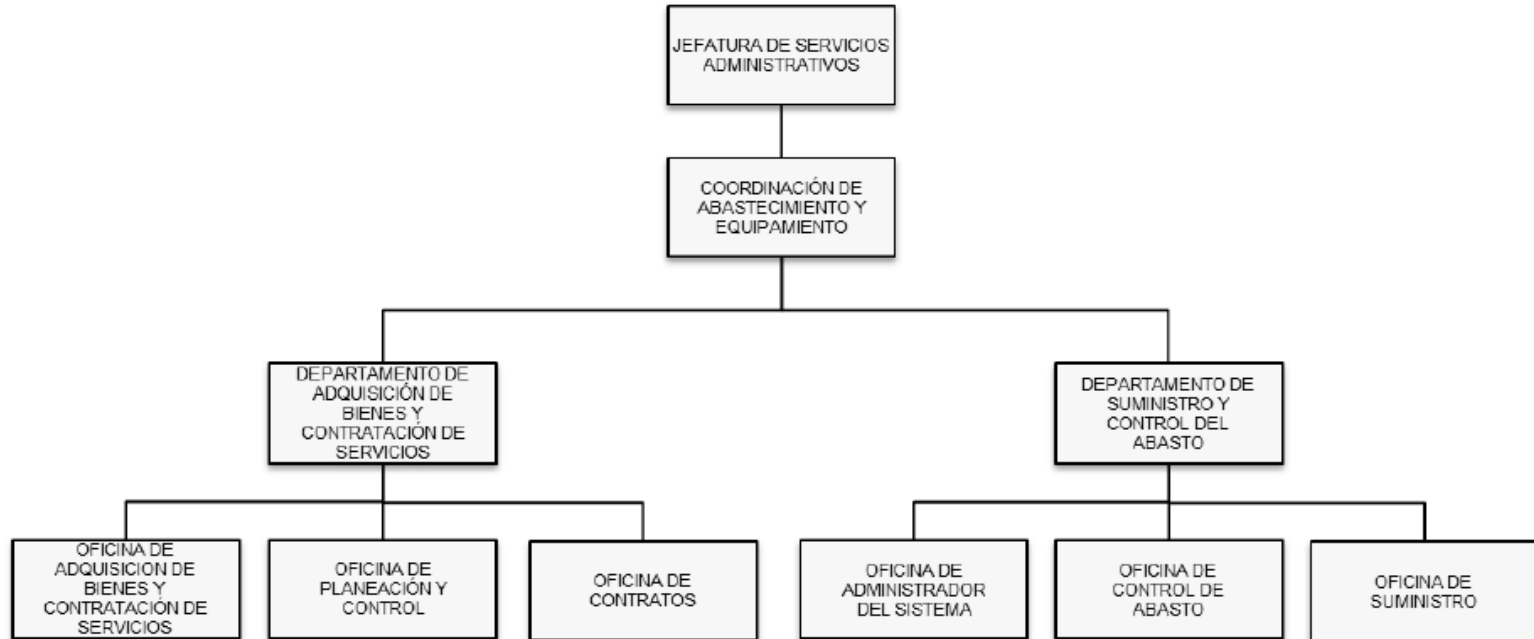 JEFATURA DE SERVICIOS
ADMINISTRATIVOS
COORDINACIÓN DE
ABASTECIMIENTO Y
EQUIPAMIENTO
DEPARTAMENTO DE
ADQUISICIÓN DE
BIENES Y
CONTRATACIÓN DE
SERVICIOS
DEPARTAMENTO DE
SUMINISTRO Y
CONTROL DEL
ABASTO
OFICINA DE
ADQUISICION DE
BIENES Y
CONTRATACIÓN DE
SERVICIOS
OFICINA DE
PLANEACIÓN Y
CONTROL
OFICINA DE
CONTRATOS
OFICINA DE
ADMINISTRADOR
DEL SISTEMA
OFICINA DE
CONTROL DE
ABASTO
OFICINA DE
SUMINISTRO